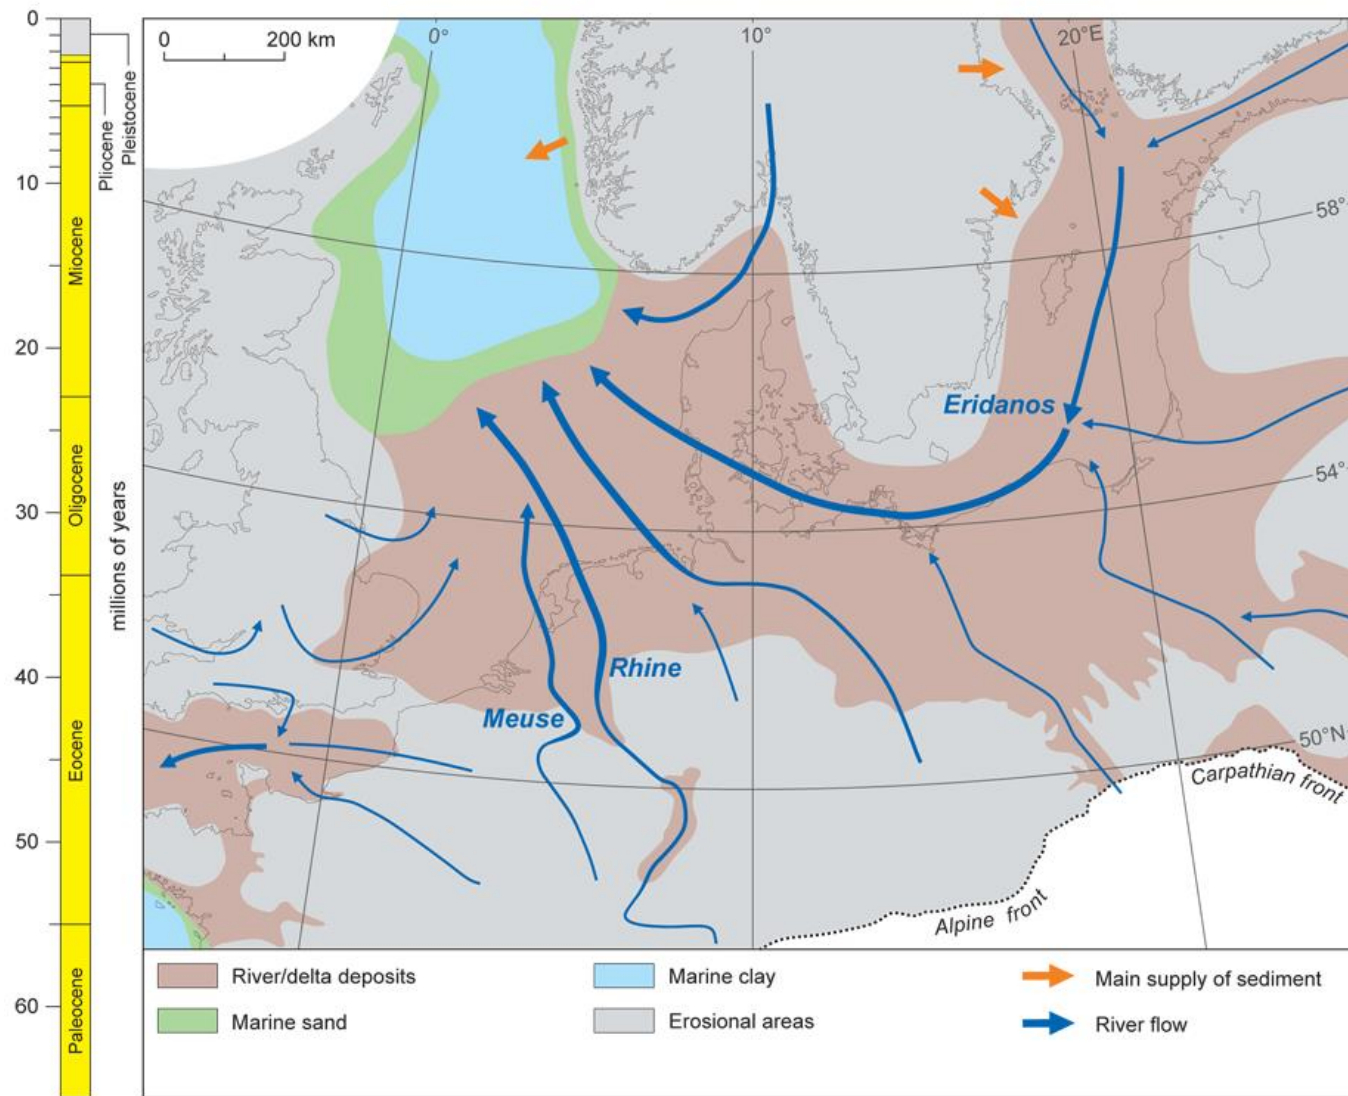 0
10
20
30
40
50
60
millions of years
Pleistocene
Pliocene
Miocene
Oligocene
Eocene
Paleocene
0 200 km
0°
10°
20°E
58°
54°
50°N
Eridanos
Rhine
Meuse
Carpathian front
Alpine front
River/delta deposits
Marine sand
Marine clay
Erosional areas
Main supply of sediment
River flow